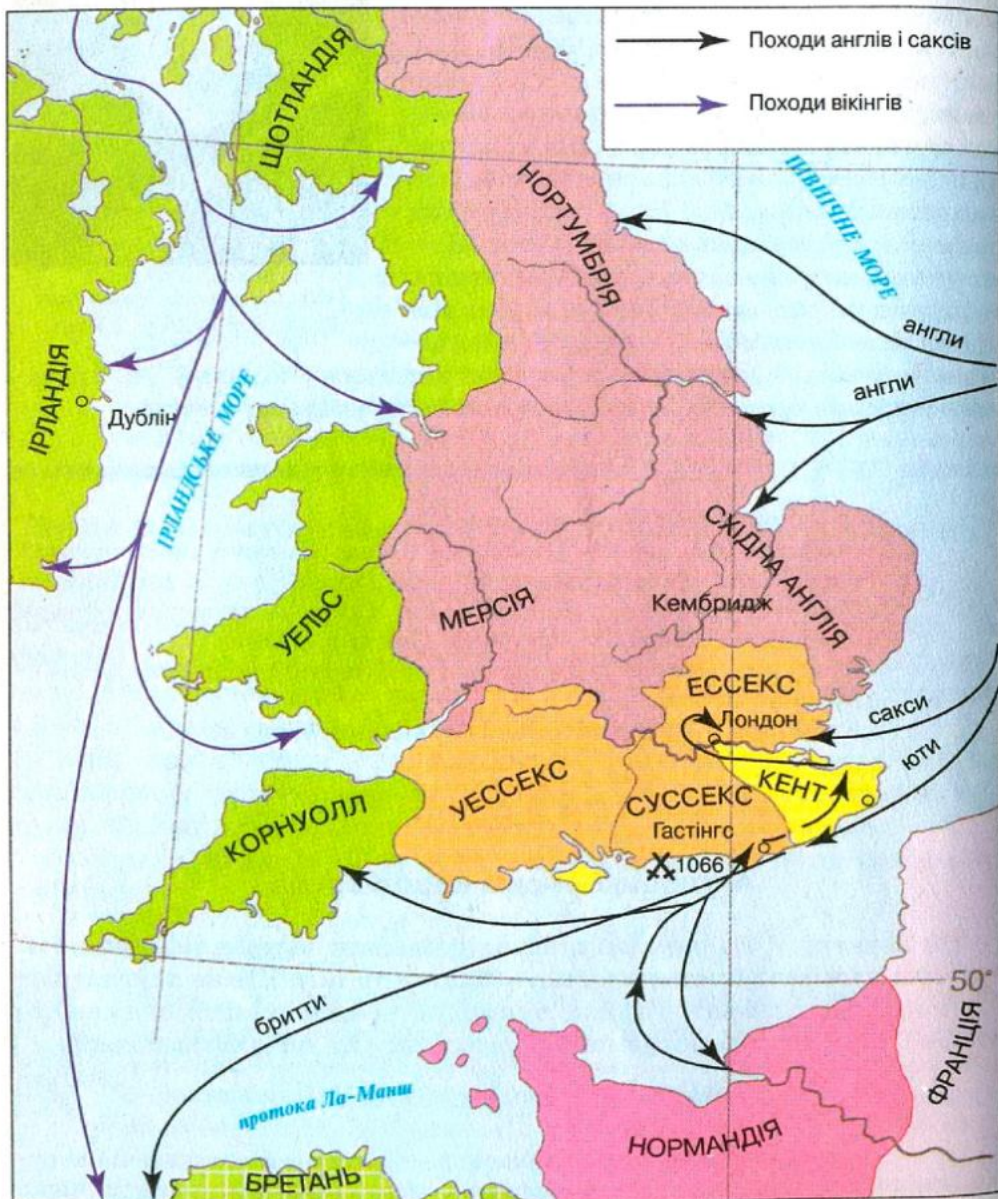 Походи англів і саксів
Походи вікінгів
ШОТЛАНДІЯ
НОРТУМБРІЯ
ПІВНІЧНЕ МОРЕ
англи
англи
ІРЛАНДІЯ
Дублін
ІРЛАНДСЬКЕ МОРЕ
СХІДНА АНГЛІЯ
УЕЛЬС
МЕРСІЯ
Кембридж
ЕССЕКС
Лондон
сакси
юти
КЕНТ
УЕССЕКС
СУССЕКС
Гастінгс
1066
КОРНУОЛЛ
бритти
50°
ФРАНЦІЯ
протока Ла-Манш
НОРМАНДІЯ
БРЕТАНЬ